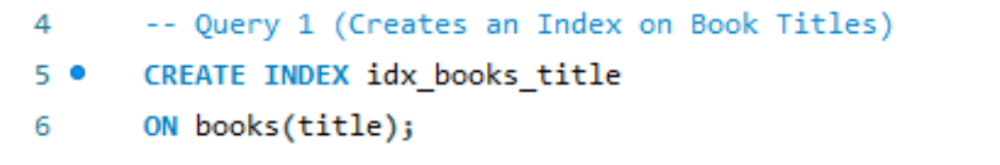 4 -- Query 1 (Creates an Index on Book Titles)
5 CREATE INDEX idx_books_title
6 ON books(title);